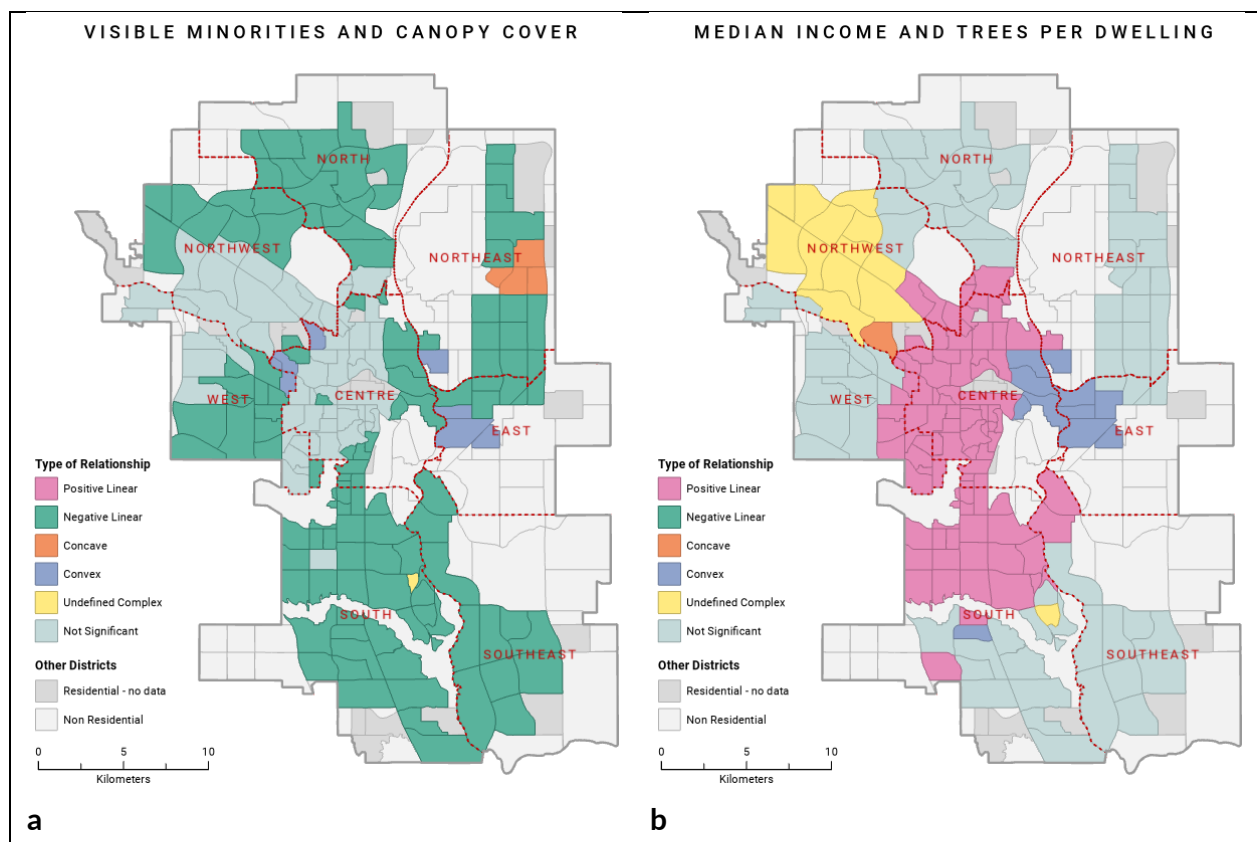 VISIBLE MINORITIES AND CANOPY COVER
NORTH
NORTHWEST
NORTHEAST
WEST
CENTRE
EAST
SOUTH
SOUTHEAST
Type of Relationship
Positive Linear
Negative Linear
Concave
Convex
Undefined Complex
Not Significant
Other Districts
Residential - no data
Non Residential
0 5 10
Kilometers
a
MEDIAN INCOME AND TREES PER DWELLING
NORTH
NORTHWEST
NORTHEAST
WEST
CENTRE
EAST
SOUTH
SOUTHEAST
Type of Relationship
Positive Linear
Negative Linear
Concave
Convex
Undefined Complex
Not Significant
Other Districts
Residential - no data
Non Residential
0 5 10
Kilometers
b